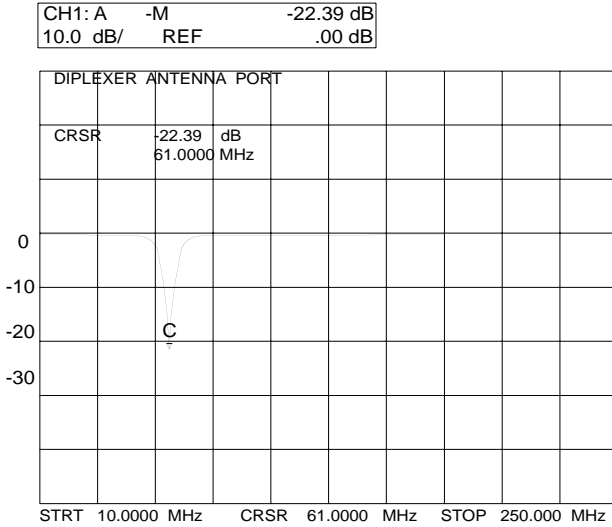 CH1: A -M -22.39 dB
10.0 dB/ REF .00 dB
DIPLEXER ANTENNA PORT
CRSR -22.39 dB
61.0000 MHz
0
-10
-20
C
-30
STRT 10.0000 MHz CRSR 61.0000 MHz STOP 250.000 MHz